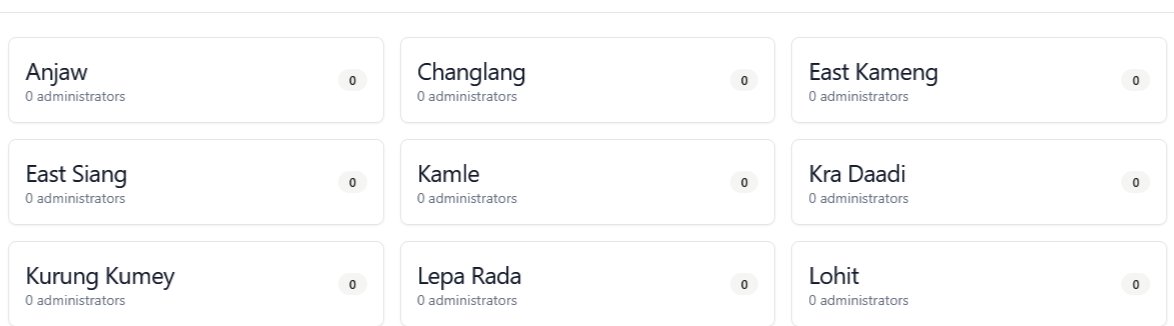 Anjaw
0 administrators
0
Changlang
0 administrators
0
East Kameng
0 administrators
0
East Siang
0 administrators
0
Kamle
0 administrators
0
Kra Daadi
0 administrators
0
Kurung Kumey
0 administrators
0
Lepa Rada
0 administrators
0
Lohit
0 administrators
0